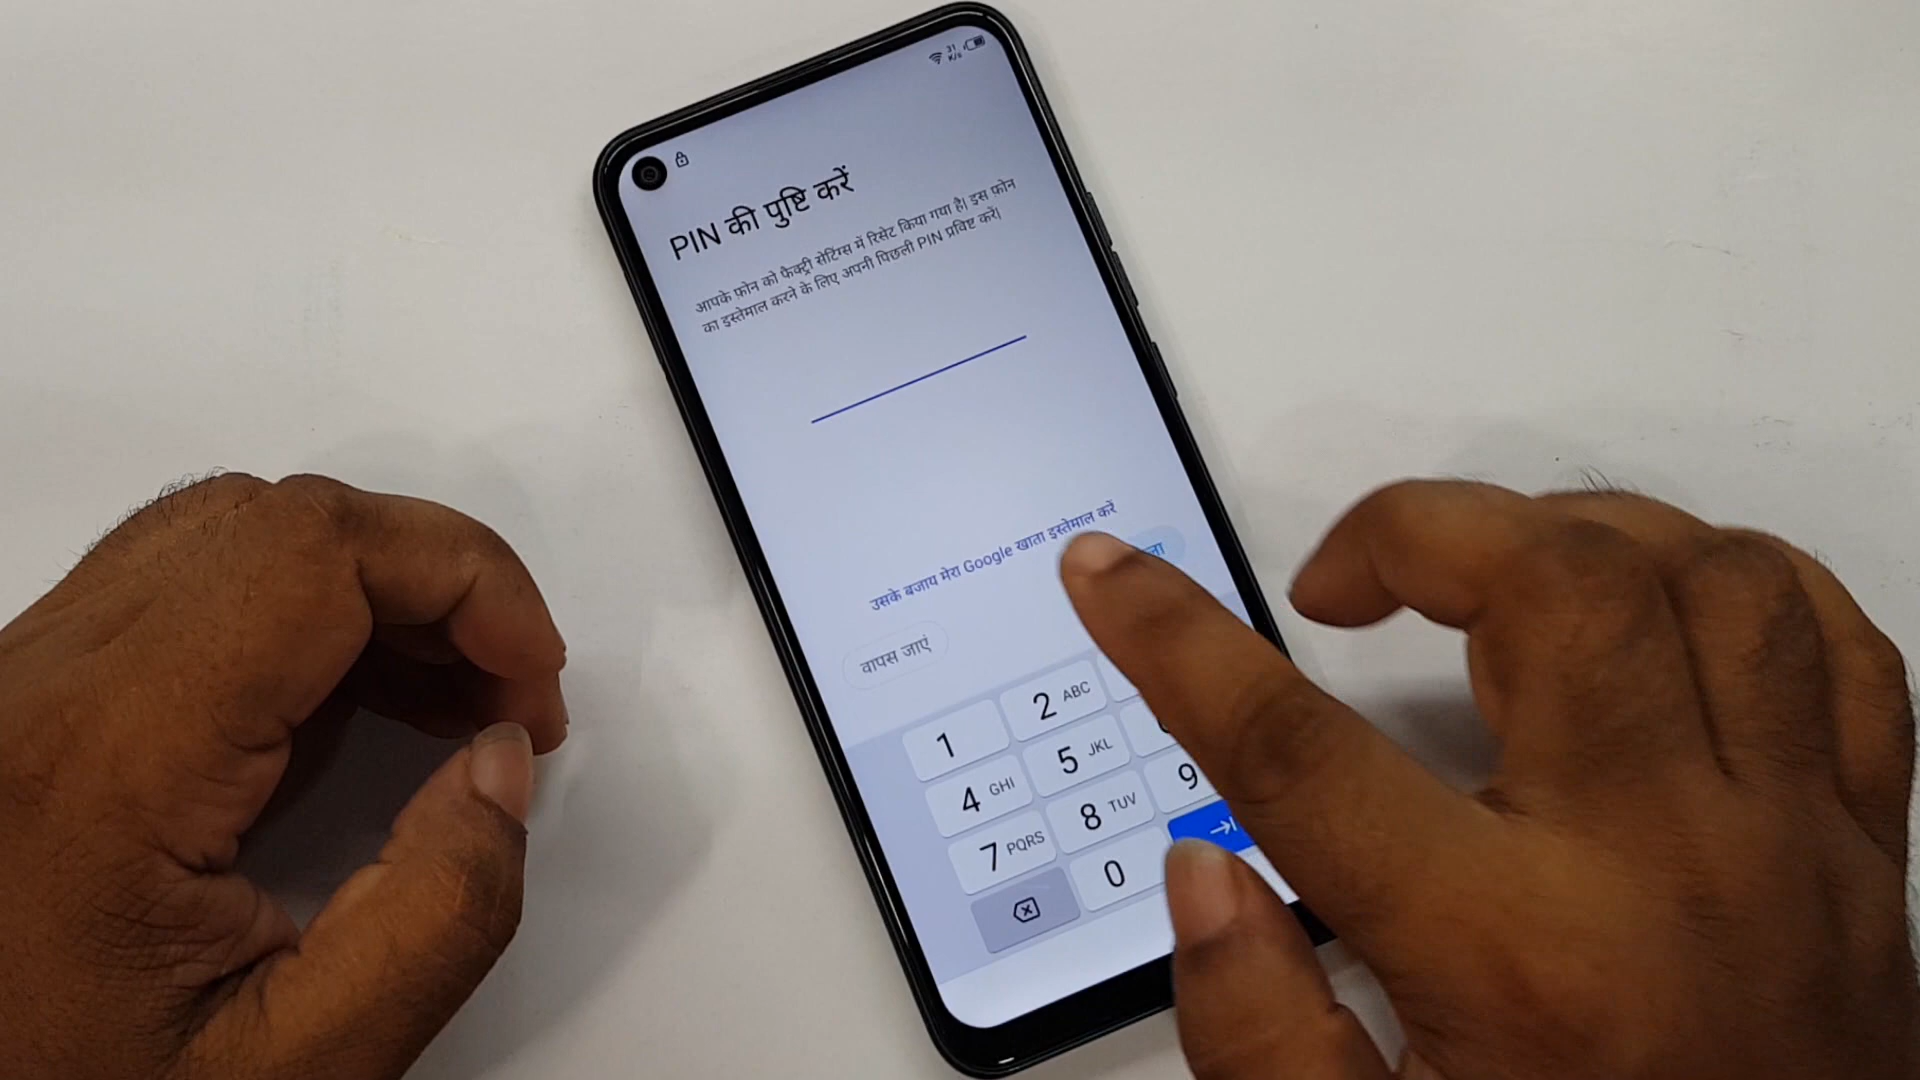 31
K/s
PIN की पुष्टि करें
आपके फ़ोन को फ़ैक्ट्री सेटिंग्स में रिसेट किया गया है। इस फ़ोन
का इस्तेमाल करने के लिए अपनी पिछली PIN प्रविष्ट करें।
उसके बजाय मेरा Google खाता इस्तेमाल करें
वापस जाएं
1 2 ABC
4 GHI 5 JKL
7 PQRS 8 TUV 9
0